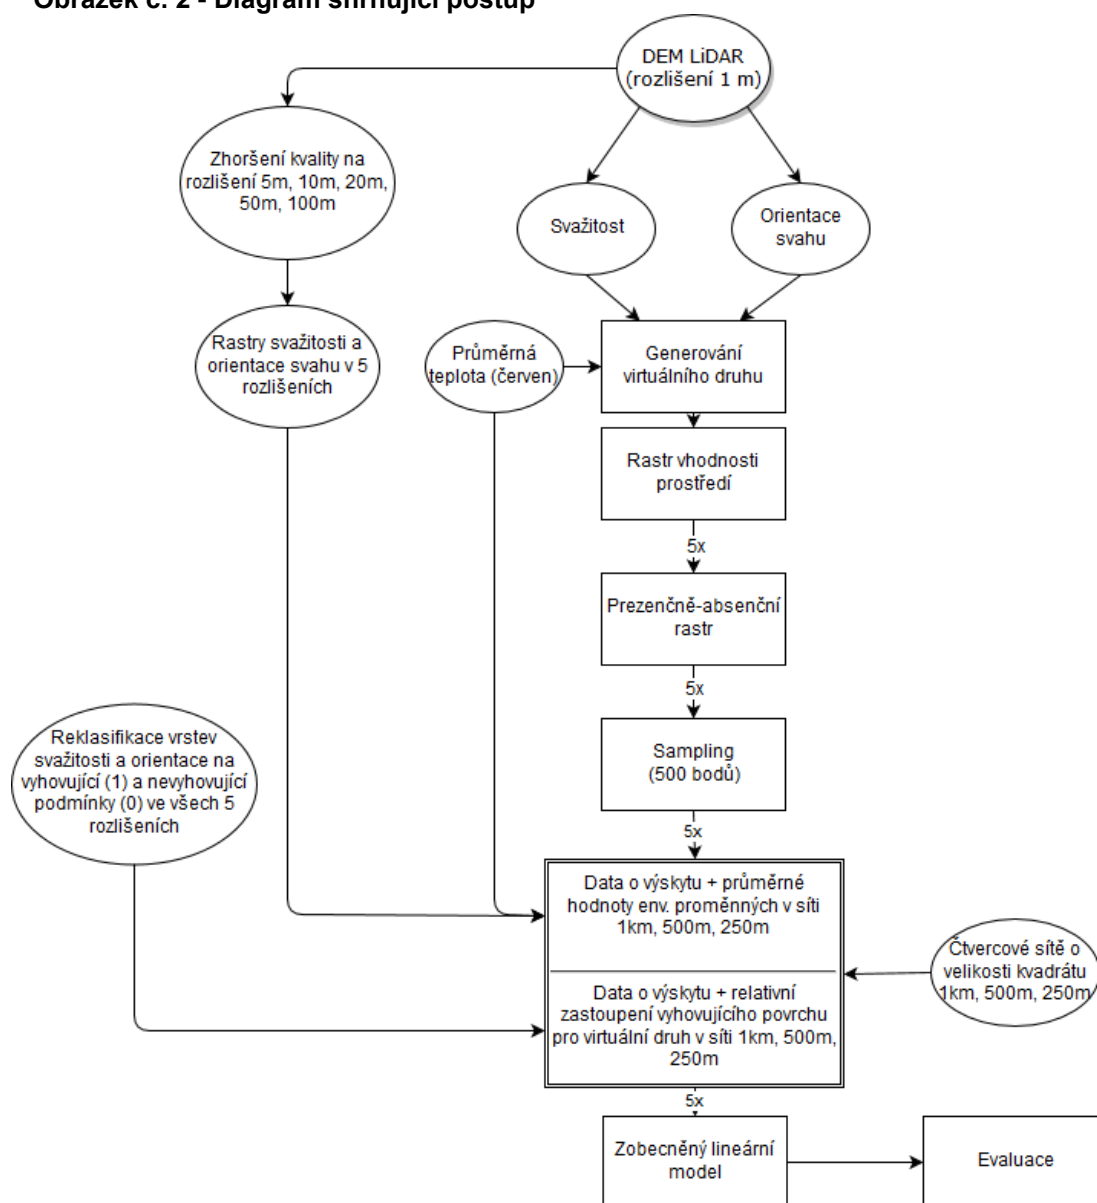 Obrázek č. 2 - Diagram shrnující postup
DEM LiDAR
(rozlišení 1 m)
Zhoršení kvality na
rozlišení 5m, 10m, 20m,
50m, 100m
Svažitost
Orientace
svahu
Rastry svažitosti a
orientace svahu v 5
rozlišeních
Průměrná
teplota (červen)
Generování
virtuálního druhu
Rastr vhodnosti
prostředí
5x
Prezenčně-absenční
rastr
5x
Sampling
(500 bodů)
5x
Reklasifikace vrstev
svažitosti a orientace na
vyhovující (1) a nevyhovující
podmínky (0) ve všech 5
rozlišeních
Data o výskytu + průměrné
hodnoty env. proměnných v síti
1km, 500m, 250m
Data o výskytu + relativní
zastoupení vyhovujícího povrchu
pro virtuální druh v síti 1km, 500m,
250m
Čtvercové sítě o
velikosti kvadrátu
1km, 500m, 250m
5x
Zobecněný lineární
model
Evaluace